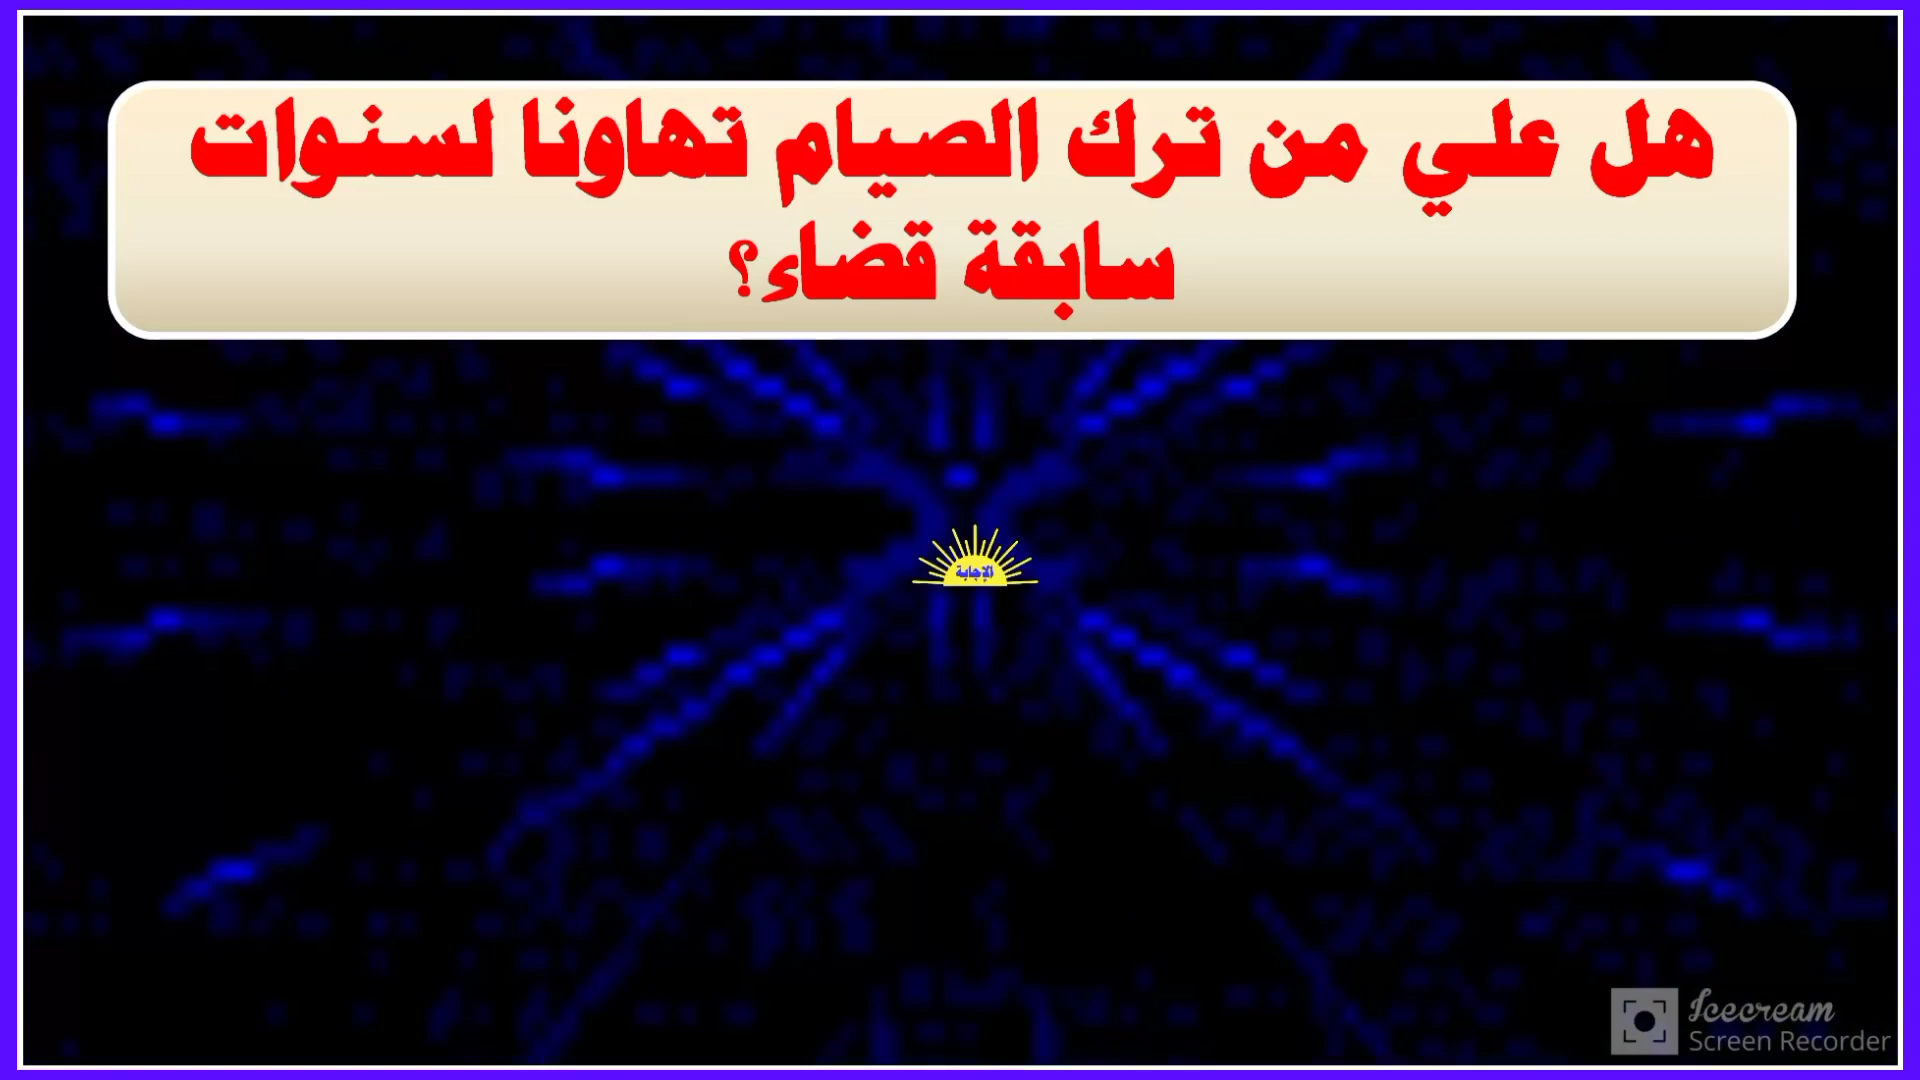 هل علي من ترك الصيام تهاونا لسنوات
سابقة قضاء؟
الإجابة
Icecream
Screen Recorder